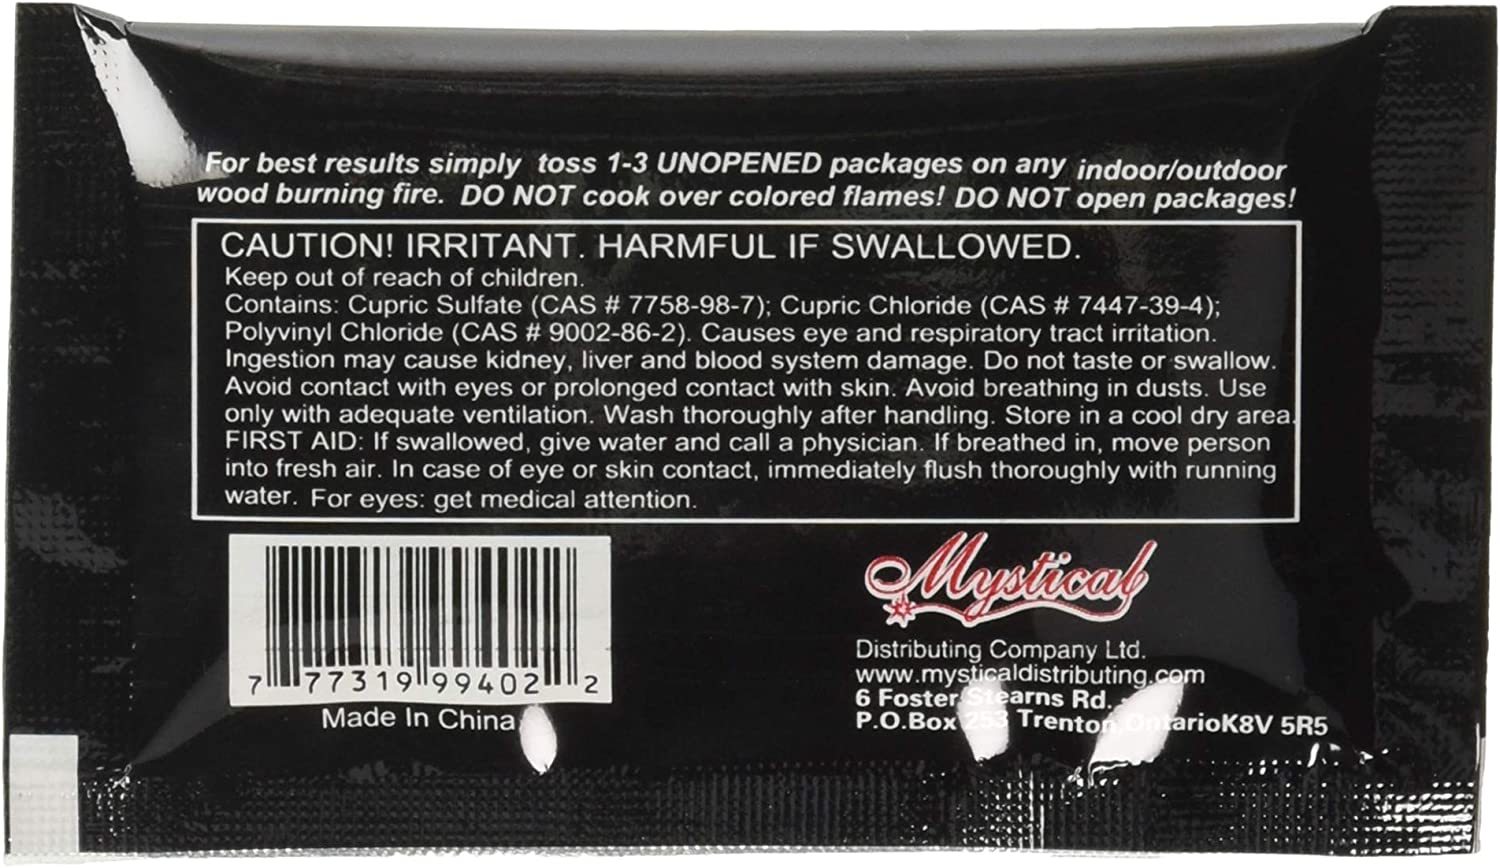 For best results simply toss 1-3 UNOPENED packages on any indoor/outdoor
wood burning fire. DO NOT cook over colored flames! DO NOT open packages!
CAUTION! IRRITANT. HARMFUL IF SWALLOWED.
Keep out of reach of children.
Contains: Cupric Sulfate (CAS # 7758-98-7); Cupric Chloride (CAS # 7447-39-4);
Polyvinyl Chloride (CAS # 9002-86-2). Causes eye and respiratory tract irritation.
Ingestion may cause kidney, liver and blood system damage. Do not taste or swallow.
Avoid contact with eyes or prolonged contact with skin. Avoid breathing in dusts. Use
only with adequate ventilation. Wash thoroughly after handling. Store in a cool dry area.
FIRST AID: If swallowed, give water and call a physician. If breathed in, move person
into fresh air. In case of eye or skin contact, immediately flush thoroughly with running
water. For eyes: get medical attention.
7 77319 99402 2
Made In China
Mystical
Distributing Company Ltd.
www.mysticaldistributing.com
6 Foster Stearns Rd.
P.O.Box 253 Trenton,OntarioK8V 5R5